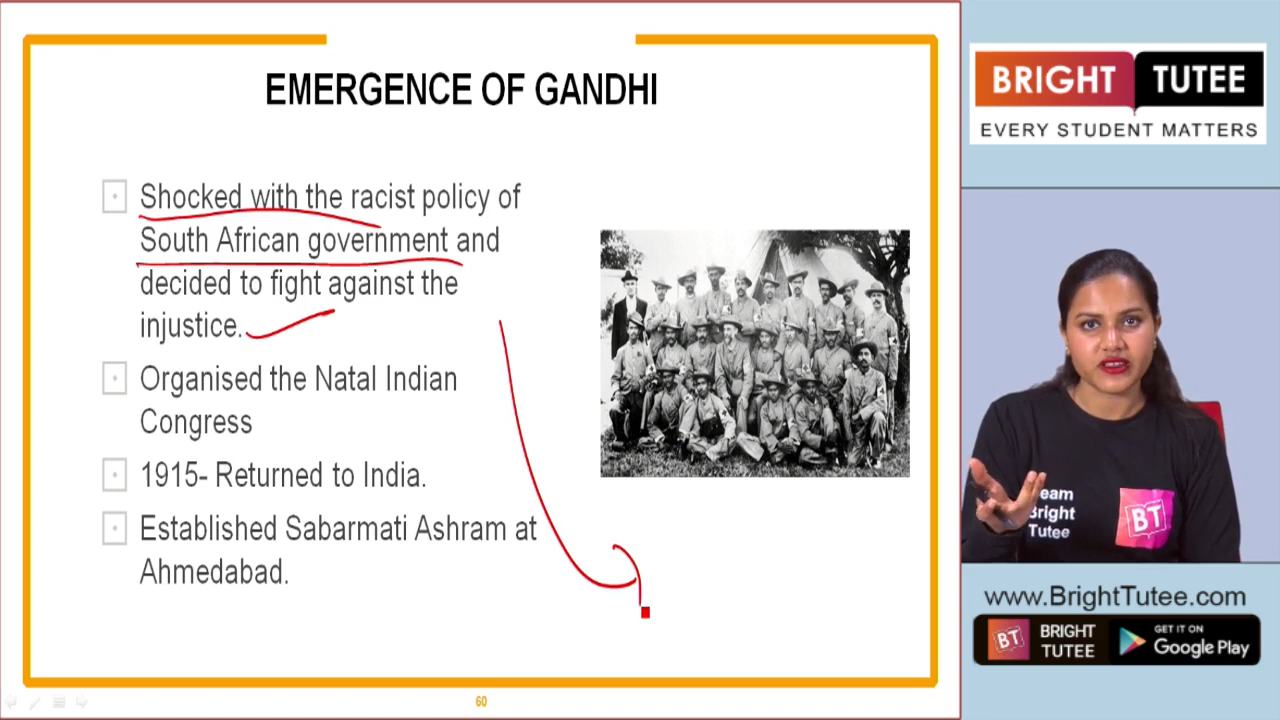 EMERGENCE OF GANDHI
Shocked with the racist policy of
South African government and
decided to fight against the
injustice.
Organised the Natal Indian
Congress
1915- Returned to India.
Established Sabarmati Ashram at
Ahmedabad.
60
BRIGHT TUTEE
EVERY STUDENT MATTERS
Team
Bright
Tutee
BT
www.BrightTutee.com
BT
BRIGHT
TUTEE
GET IT ON
Google Play